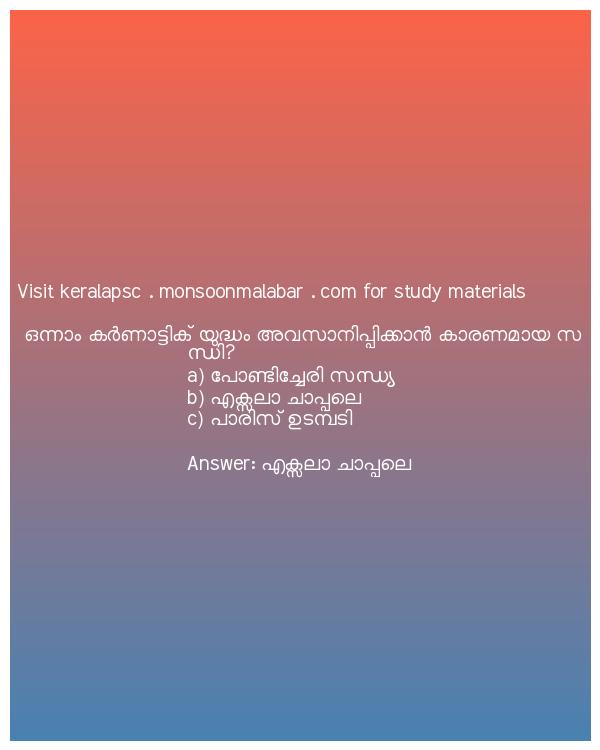 Visit keralapsc . monsoonmalabar . com for study materials
ഒന്നാം കർണാട്ടിക് യുദ്ധം അവസാനിപ്പിക്കാൻ കാരണമായ സ
ന്ധി?
a) പോണ്ടിച്ചേരി സന്ധ്യ
b) എക്സലാ ചാപ്പലെ
c) പാരിസ് ഉടമ്പടി
Answer: എക്സലാ ചാപ്പലെ